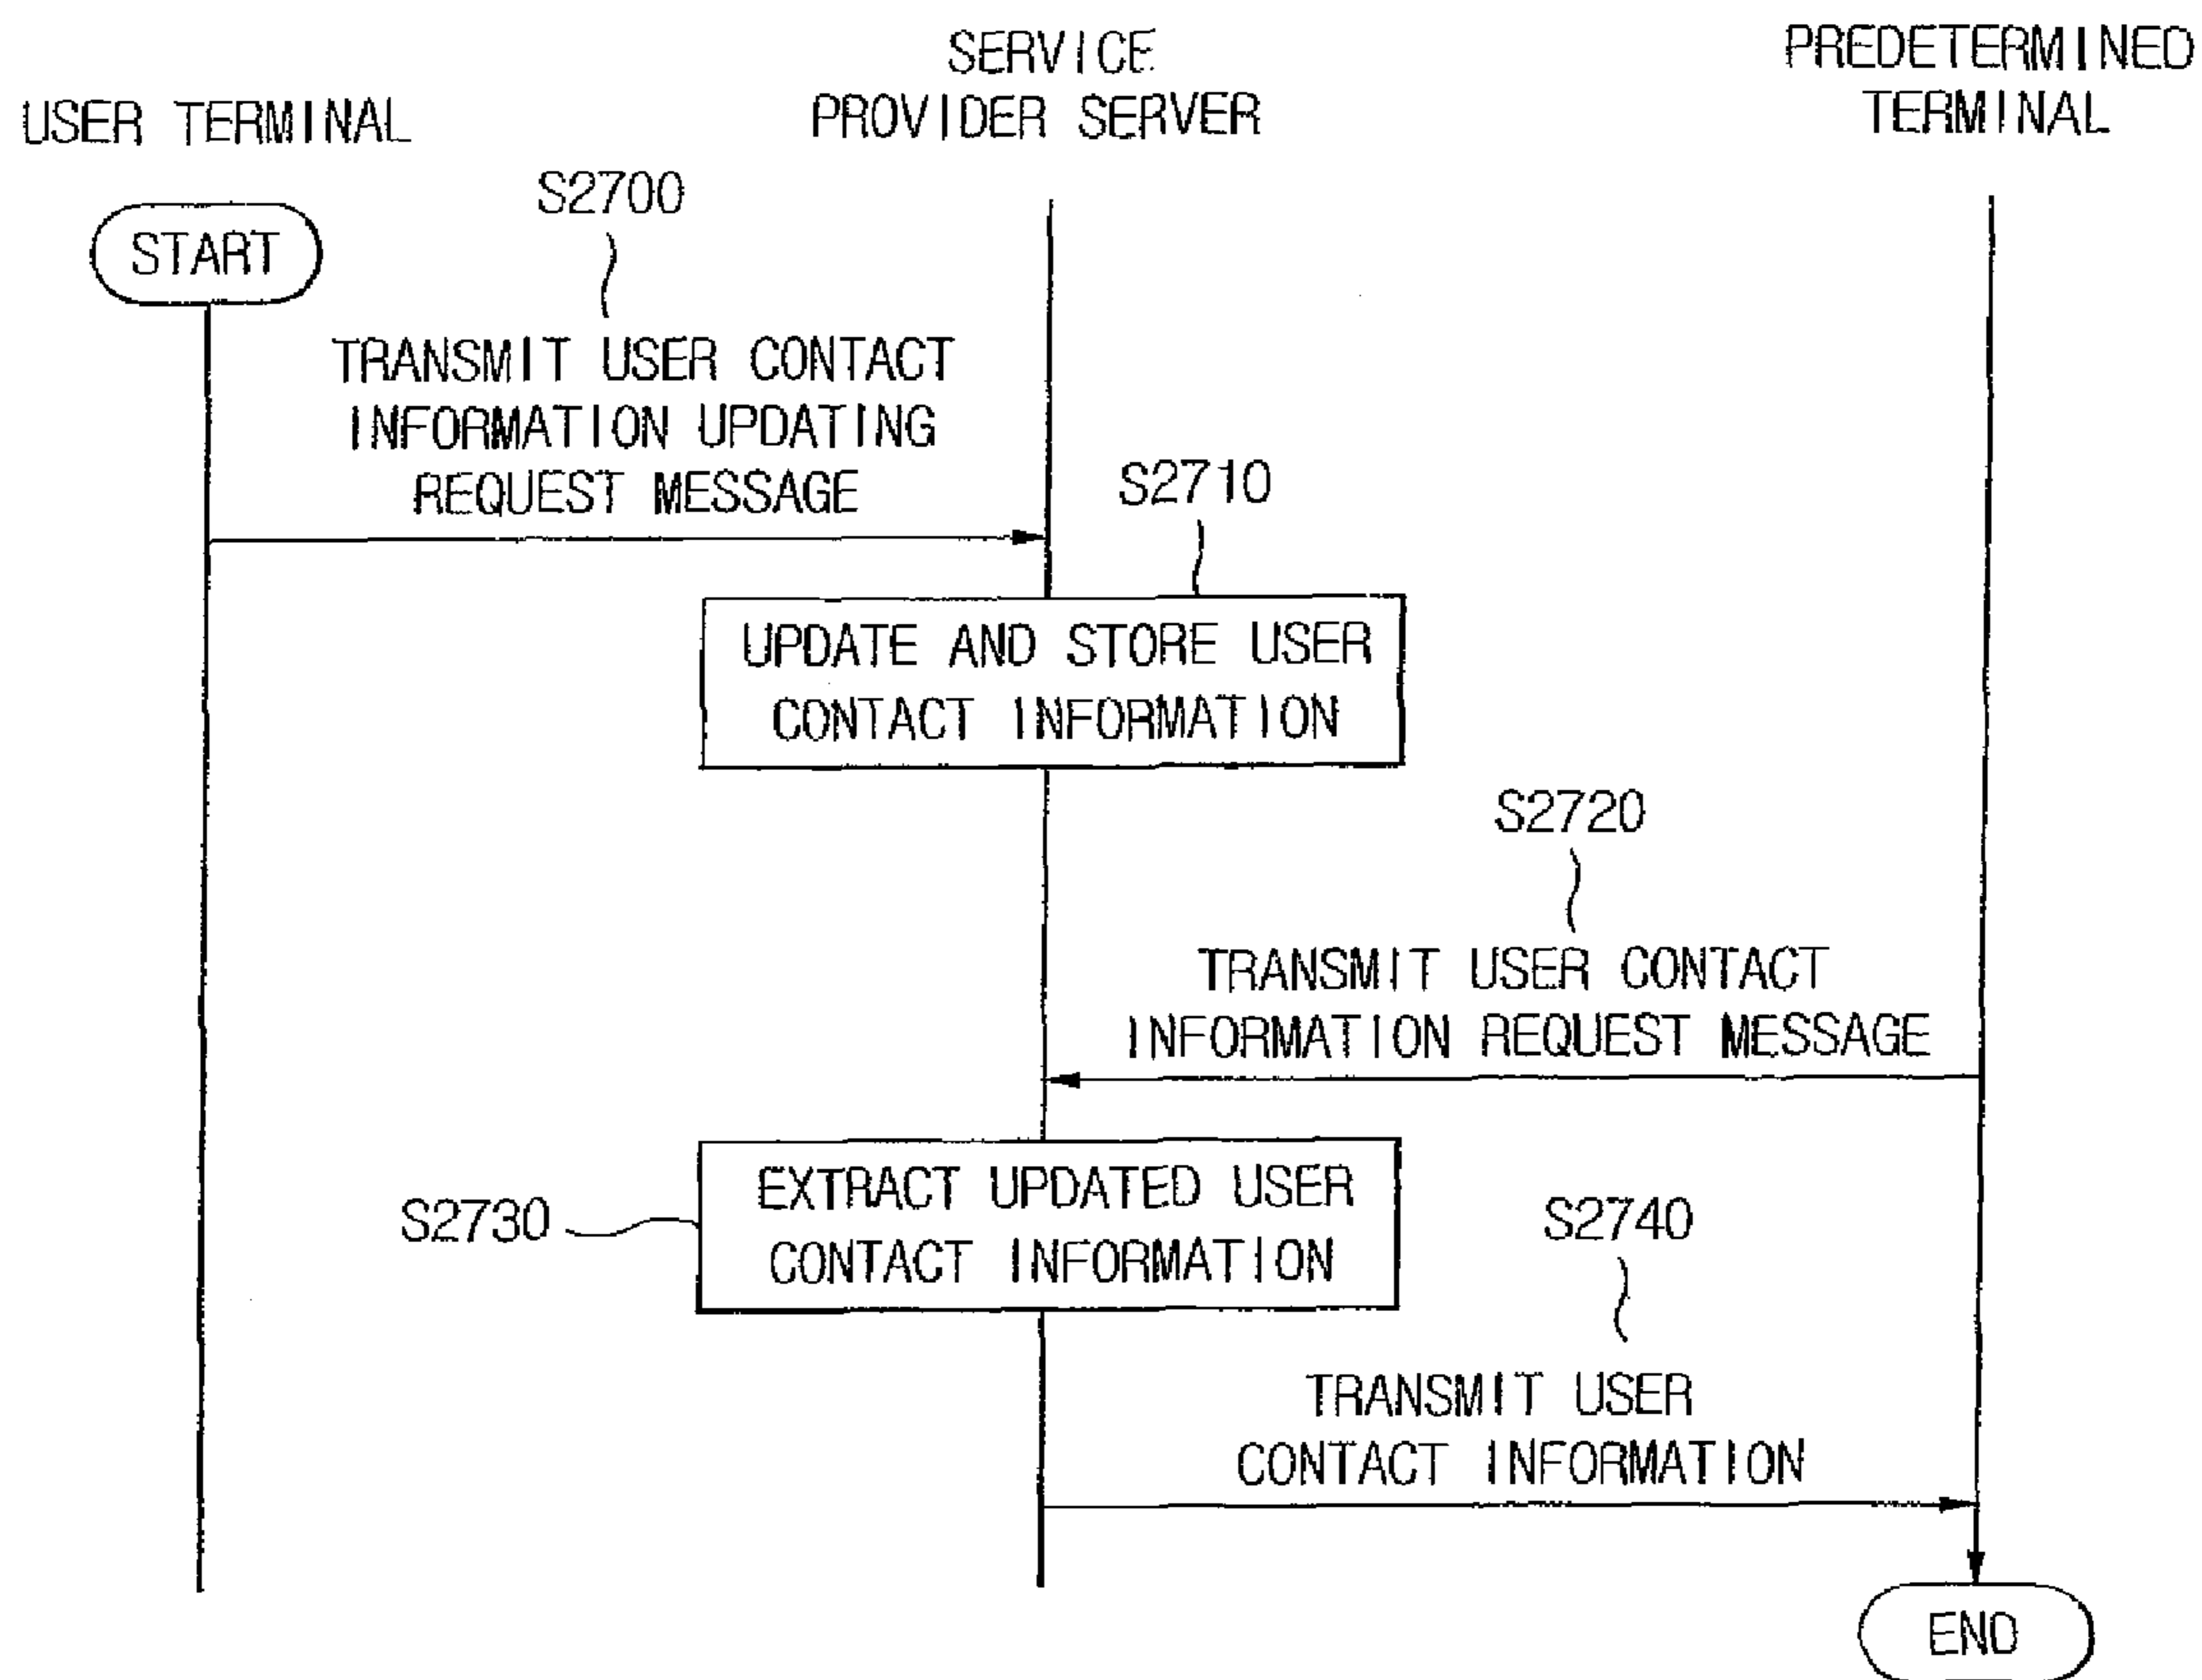 USER TERMINAL
SERVICE
PROVIDER SERVER
PREDETERMINED
TERMINAL
START
S2700
TRANSMIT USER CONTACT
INFORMATION UPDATING
REQUEST MESSAGE
S2710
UPDATE AND STORE USER
CONTACT INFORMATION
S2720
TRANSMIT USER CONTACT
INFORMATION REQUEST MESSAGE
S2730
EXTRACT UPDATED USER
CONTACT INFORMATION
S2740
TRANSMIT USER
CONTACT INFORMATION
END